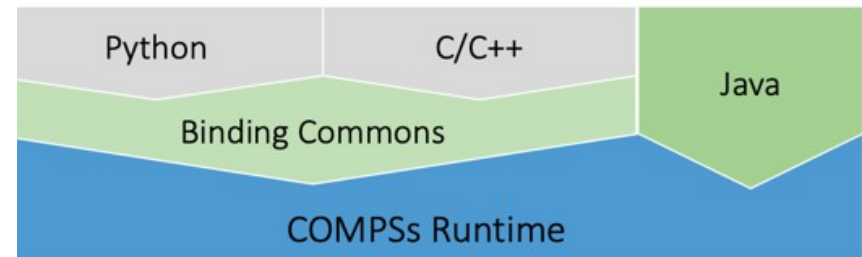 Python
C/C++
Java
Binding Commons
COMPSs Runtime